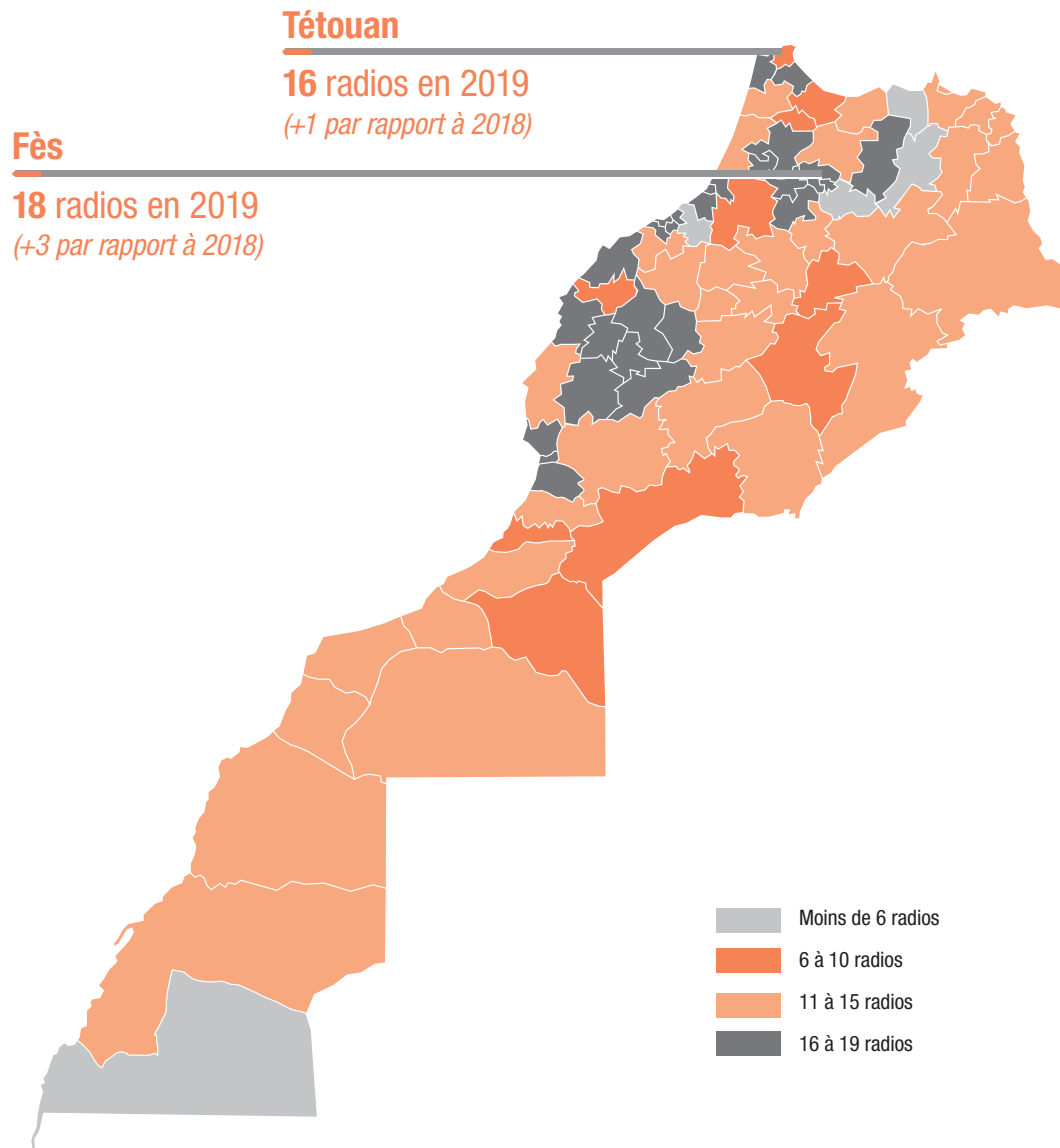 Tétouan
16 radios en 2019
(+1 par rapport à 2018)
Fès
18 radios en 2019
(+3 par rapport à 2018)
Moins de 6 radios
6 à 10 radios
11 à 15 radios
16 à 19 radios